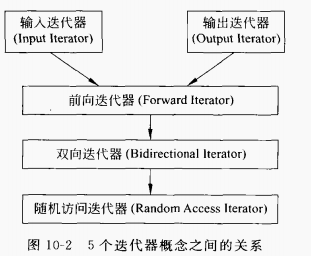 输入迭代器 输出迭代器
(Input Iterator) (Output Iterator)
前向迭代器 (Forward Iterator)
双向迭代器 (Bidirectional Iterator)
随机访问迭代器 (Random Access Iterator)
图 10-2 5 个迭代器概念之间的关系